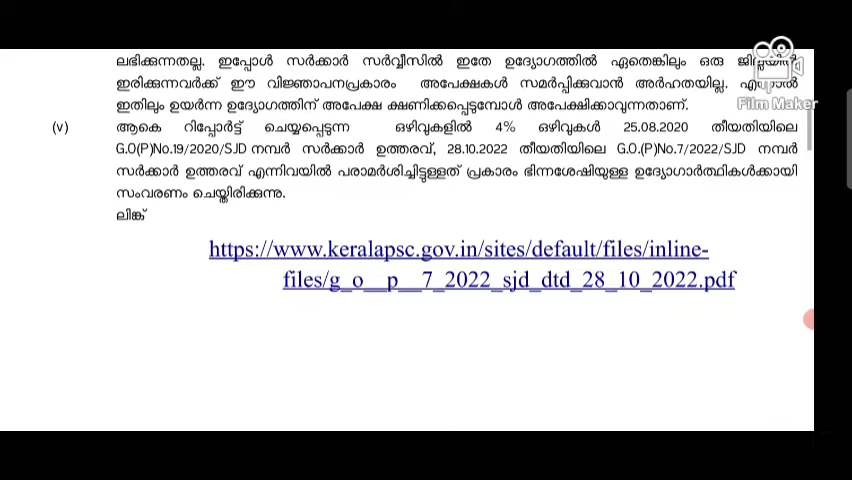 ലഭിക്കുന്നതല്ല. ഇപ്പോൾ സർക്കാർ സർവ്വീസിൽ ഇതേ ഉദ്യോഗത്തിൽ ഏതെങ്കിലും ഒരു ജില്ലയിൽ
ഇരിക്കുന്നവർക്ക് ഈ വിജ്ഞാപനപ്രകാരം അപേക്ഷകൾ സമർപ്പിക്കുവാൻ അർഹതയില്ല. എന്നാൽ
ഇതിലും ഉയർന്ന ഉദ്യോഗത്തിന് അപേക്ഷ ക്ഷണിക്കപ്പെടുമ്പോൾ അപേക്ഷിക്കാവുന്നതാണ്.
Film Maker
(v) ആകെ റിപ്പോർട്ട് ചെയ്യപ്പെടുന്ന ഒഴിവുകളിൽ 4% ഒഴിവുകൾ 25.08.2020 തീയതിയിലെ
G.O(P)No.19/2020/SJD നമ്പർ സർക്കാർ ഉത്തരവ്, 28.10.2022 തീയതിയിലെ G.O.(P)No.7/2022/SJD നമ്പർ
സർക്കാർ ഉത്തരവ് എന്നിവയിൽ പരാമർശിച്ചിട്ടുള്ളത് പ്രകാരം ഭിന്നശേഷിയുള്ള ഉദ്യോഗാർത്ഥികൾക്കായി
സംവരണം ചെയ്തിരിക്കുന്നു.
ലിങ്ക്
https://www.keralapsc.gov.in/sites/default/files/inline-
files/g_o__p__7_2022_sjd_dtd_28_10_2022.pdf